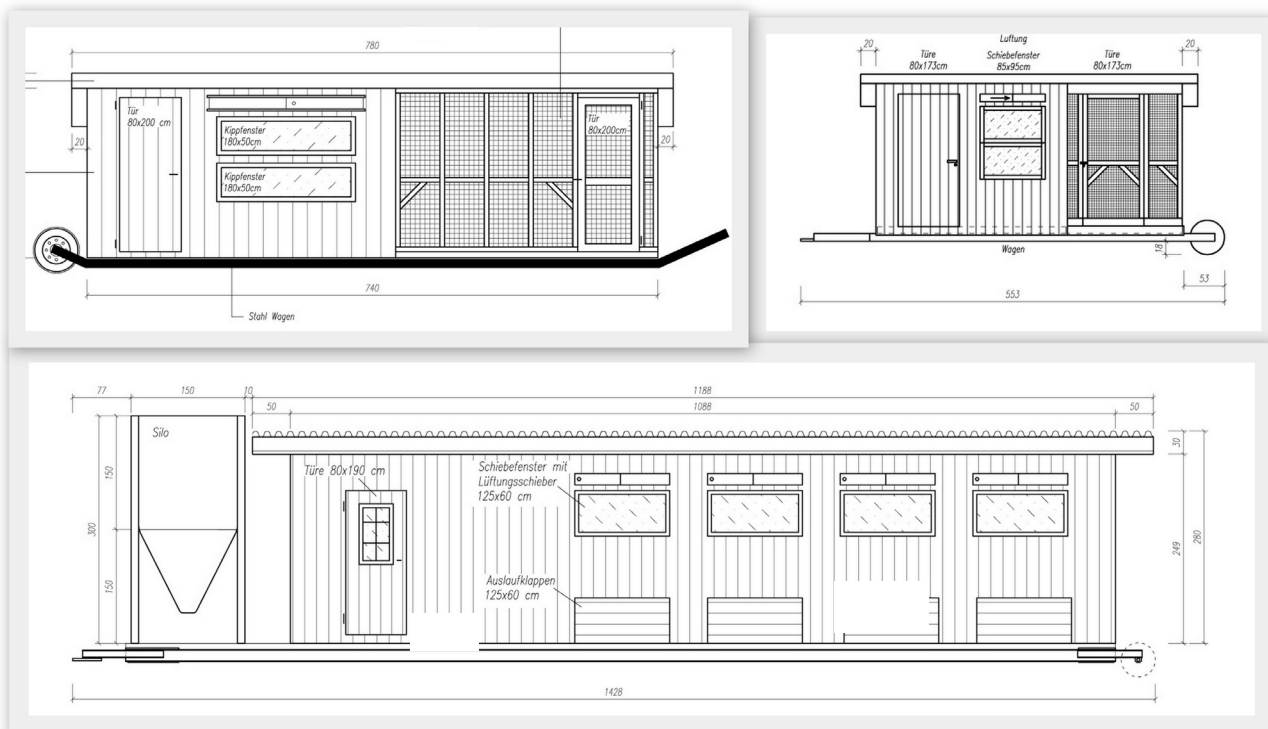 780
Tür
80x200 cm
20
Kippfenster
180x50cm
Kippfenster
180x50cm
Tür
80x200cm
20
740
Stahl Wagen
20
Türe
80x173cm
Lüftung
Schiebefenster
85x95cm
Türe
80x173cm
20
Wagen
18
53
553
77
150
10
1188
50
1088
50
Silo
150
300
150
Türe 80x190 cm
Schiebefenster mit
Lüftungsschieber
125x60 cm
Auslaufklappen
125x60 cm
30
249
280
1428